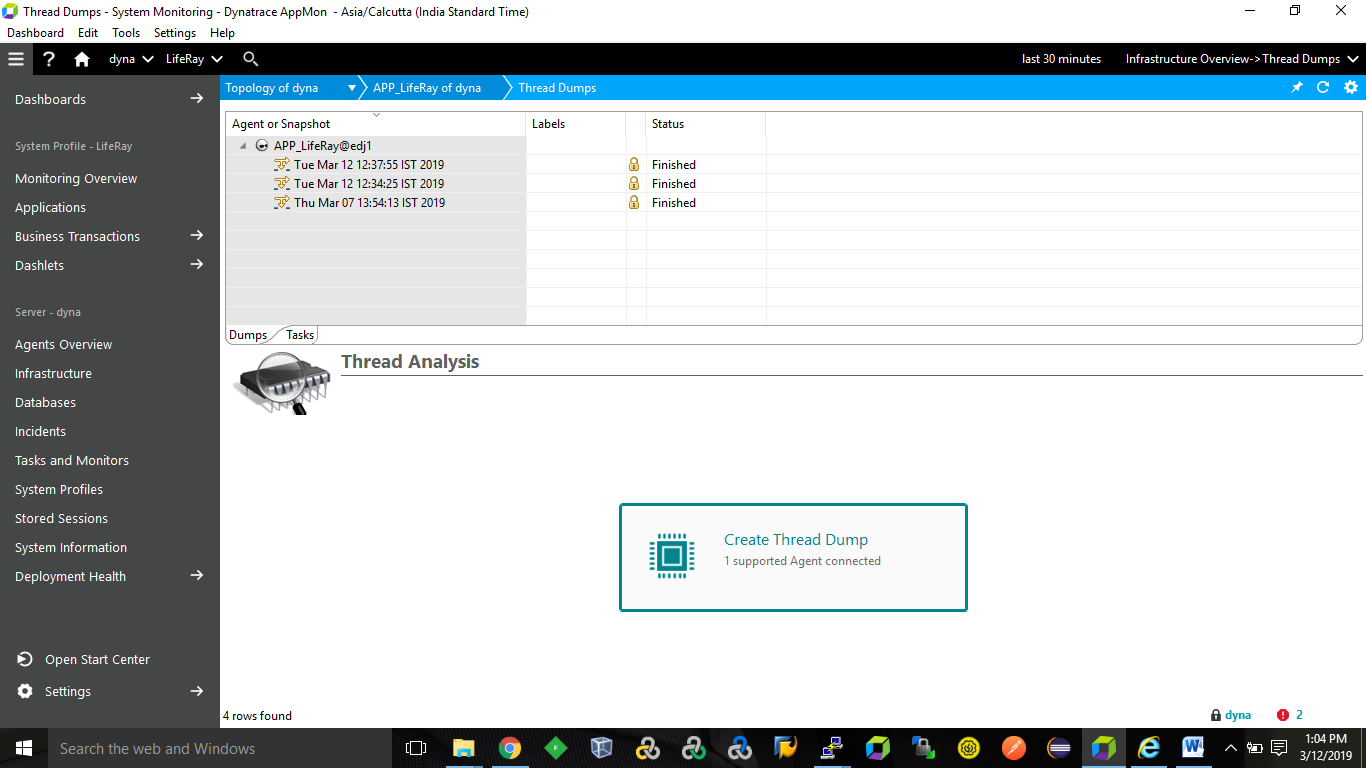 Thread Dumps - System Monitoring - Dynatrace AppMon - Asia/Calcutta (India Standard Time)
Dashboard Edit Tools Settings Help
? dyna LifeRay last 30 minutes Infrastructure Overview->Thread Dumps
Topology of dyna APP_LifeRay of dyna Thread Dumps
Dashboards
System Profile - LifeRay
Monitoring Overview
Applications
Business Transactions
Dashlets
Server - dyna
Agents Overview
Infrastructure
Databases
Incidents
Tasks and Monitors
System Profiles
Stored Sessions
System Information
Deployment Health
Open Start Center
Settings
Agent or Snapshot Labels Status
APP_LifeRay@edj1
Tue Mar 12 12:37:55 IST 2019 Finished
Tue Mar 12 12:34:25 IST 2019 Finished
Thu Mar 07 13:54:13 IST 2019 Finished
Dumps Tasks
Thread Analysis
Create Thread Dump
1 supported Agent connected
4 rows found dyna 2
Search the web and Windows
1:04 PM
3/12/2019